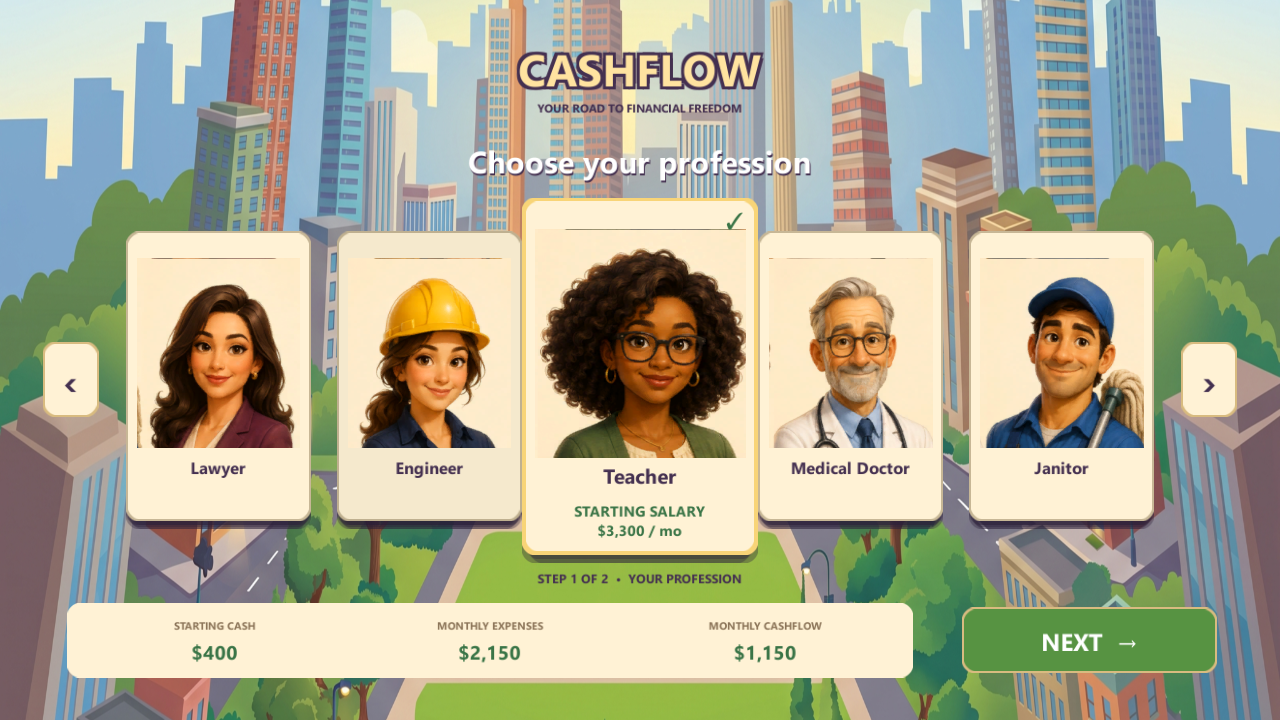 CASHFLOW
YOUR ROAD TO FINANCIAL FREEDOM
Choose your profession
✓
‹
Lawyer
Engineer
Teacher
STARTING SALARY
$3,300 / mo
Medical Doctor
Janitor
›
STEP 1 OF 2 • YOUR PROFESSION
STARTING CASH
$400
MONTHLY EXPENSES
$2,150
MONTHLY CASHFLOW
$1,150
NEXT →